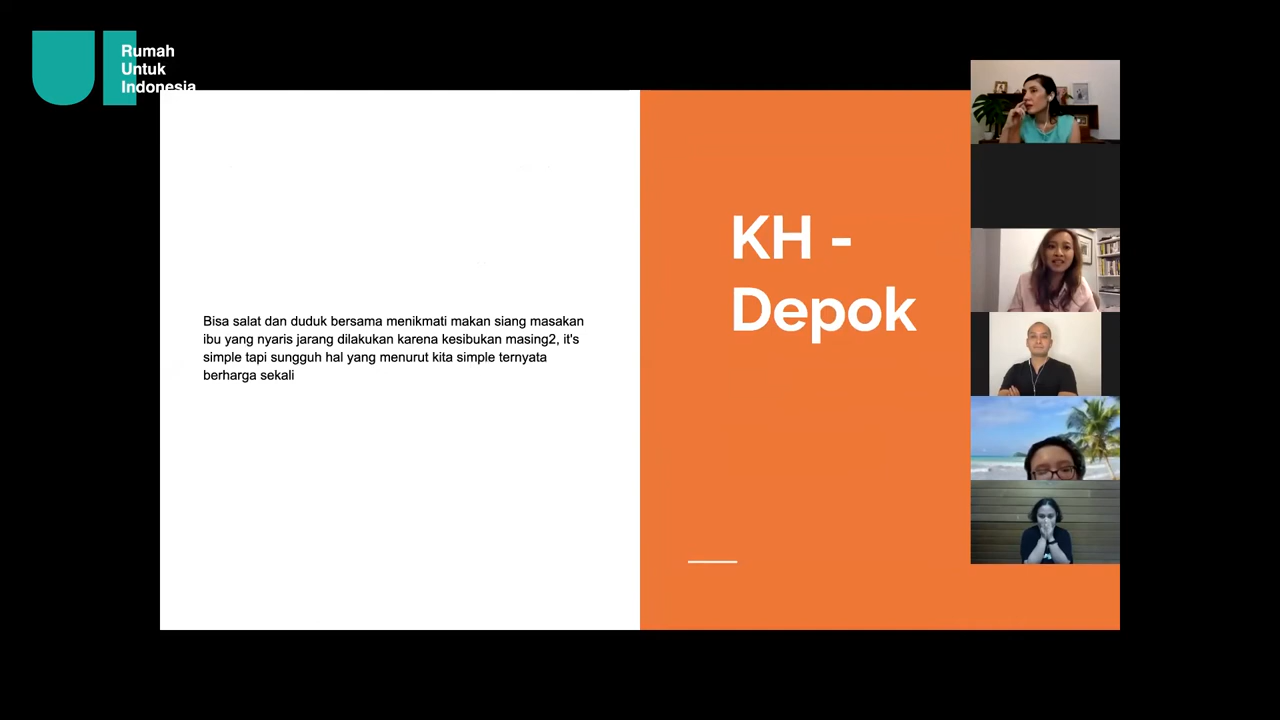 Rumah
Untuk
Indonesia
KH -
Depok
Bisa salat dan duduk bersama menikmati makan siang masakan
ibu yang nyaris jarang dilakukan karena kesibukan masing2, it's
simple tapi sungguh hal yang menurut kita simple ternyata
berharga sekali